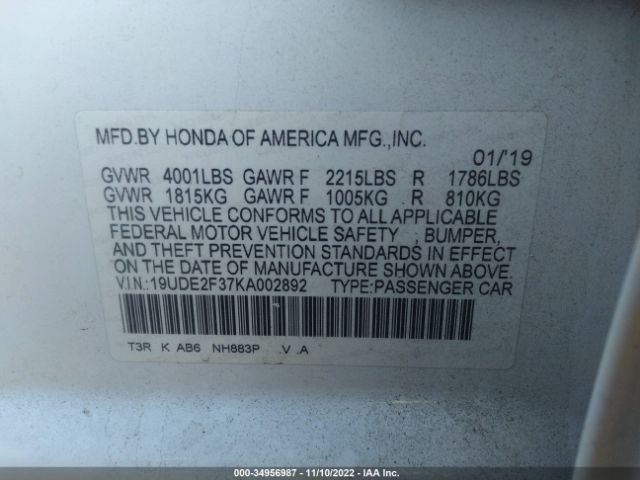 MFD.BY HONDA OF AMERICA MFG.,INC.
01/'19
GVWR 4001LBS GAWR F 2215LBS R 1786LBS
GVWR 1815KG GAWR F 1005KG R 810KG
THIS VEHICLE CONFORMS TO ALL APPLICABLE
FEDERAL MOTOR VEHICLE SAFETY , BUMPER,
AND THEFT PREVENTION STANDARDS IN EFFECT
ON THE DATE OF MANUFACTURE SHOWN ABOVE.
V.I.N.:19UDE2F37KA002892 TYPE:PASSENGER CAR
T3R K AB6 NH883P .V .A
000-34956987 - 11/10/2022 - IAA Inc.